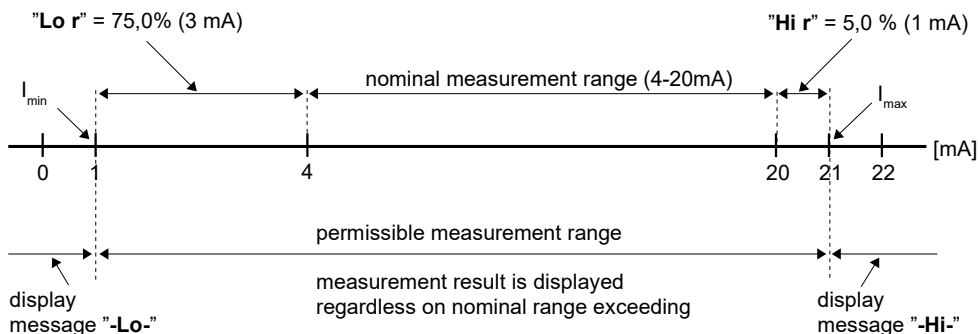 "Lo r" = 75,0% (3 mA)
"Hi r" = 5,0 % (1 mA)
nominal measurement range (4-20mA)
Imin
Imax
[mA]
0 1 4 20 21 22
permissible measurement range
measurement result is displayed
regardless on nominal range exceeding
display
message "-Lo-"
display
message "-Hi-"